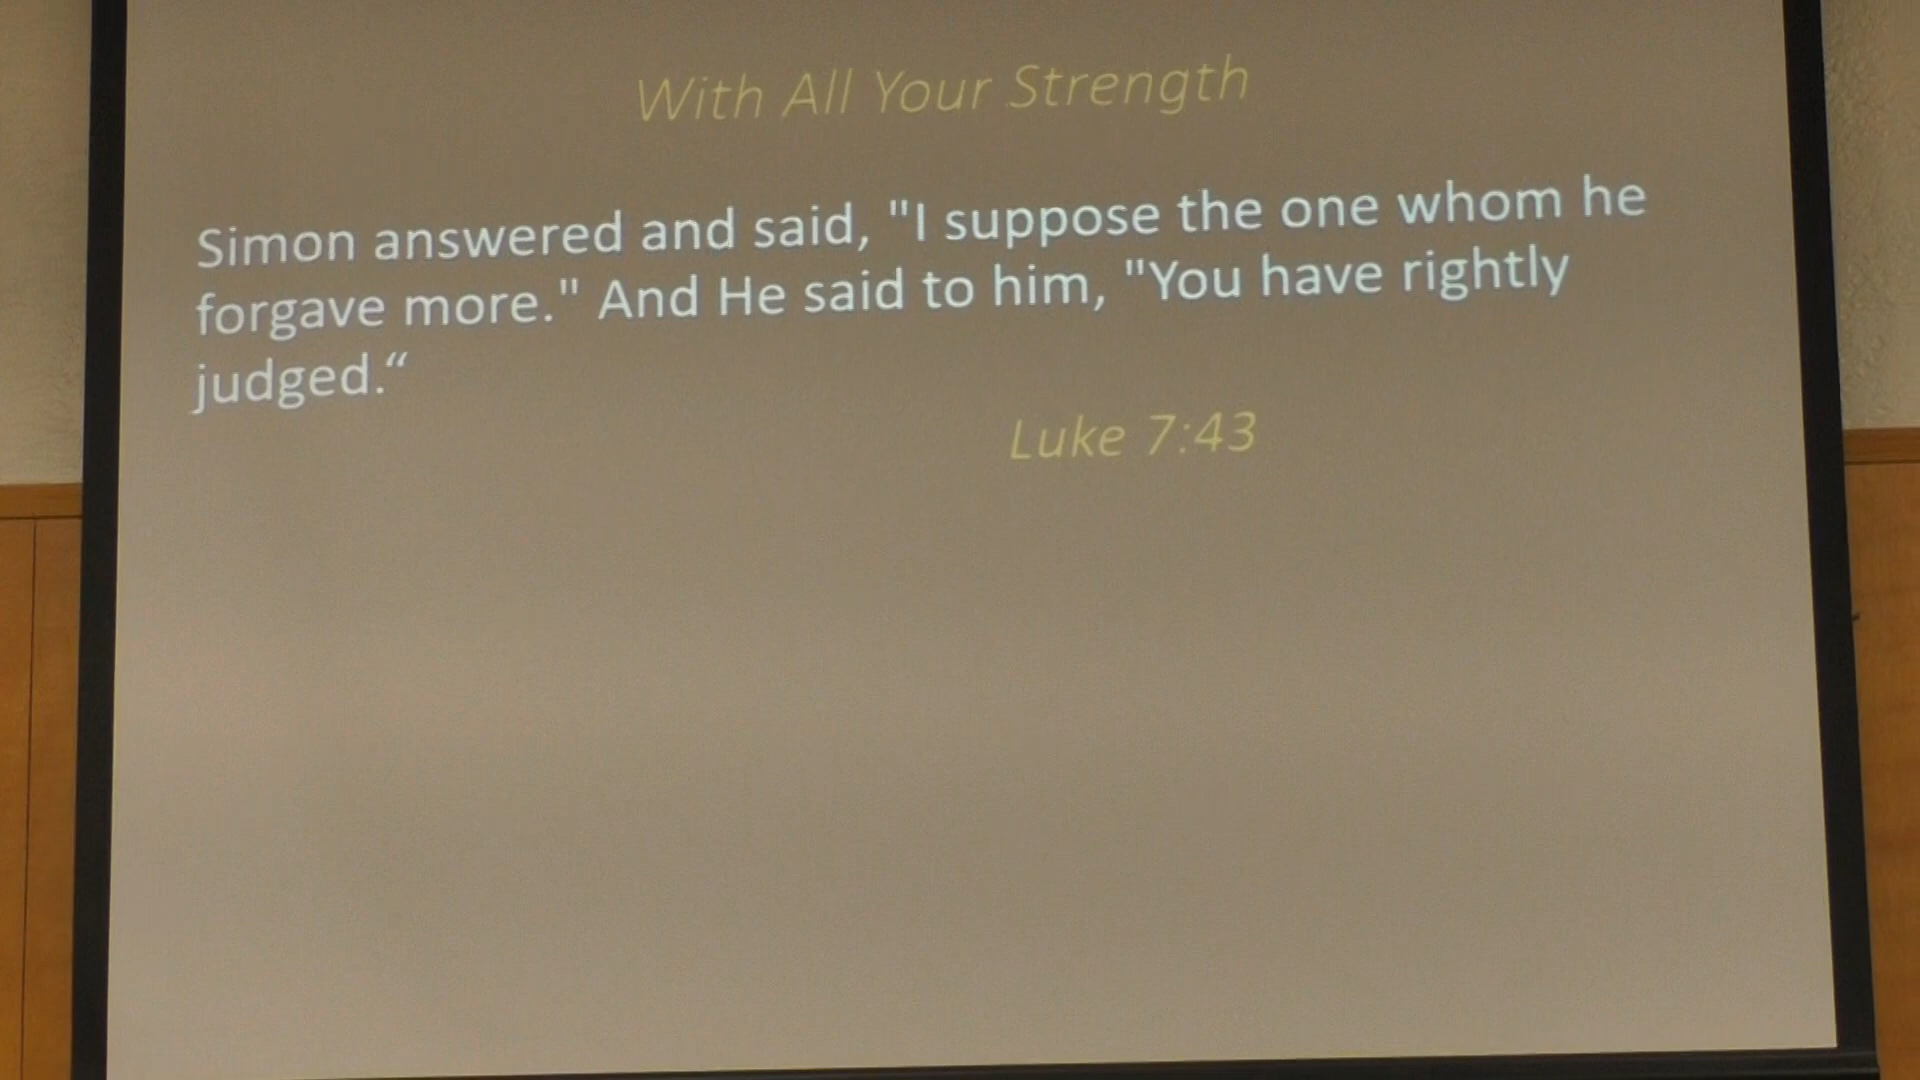 With All Your Strength
Simon answered and said, "I suppose the one whom he
forgave more." And He said to him, "You have rightly
judged.“
Luke 7:43